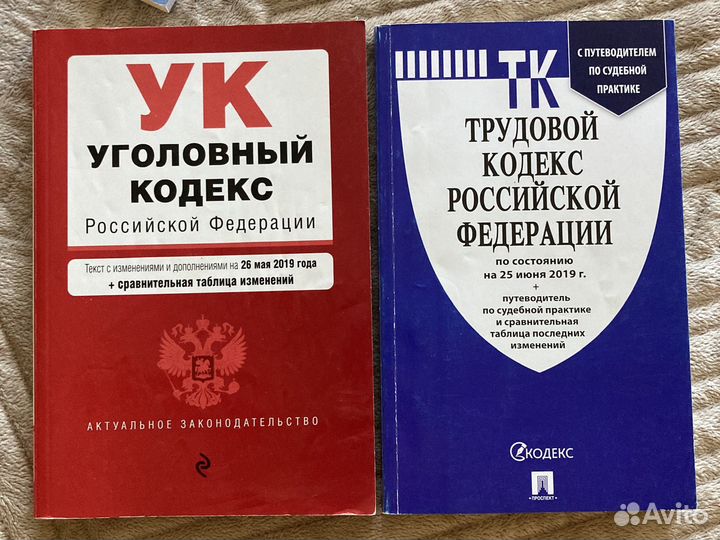 УК
УГОЛОВНЫЙ
КОДЕКС
Российской Федерации
Текст с изменениями и дополнениями на 26 мая 2019 года
+ сравнительная таблица изменений
АКТУАЛЬНОЕ ЗАКОНОДАТЕЛЬСТВО
С ПУТЕВОДИТЕЛЕМ
ПО СУДЕБНОЙ
ПРАКТИКЕ
ТК
ТРУДОВОЙ
КОДЕКС
РОССИЙСКОЙ
ФЕДЕРАЦИИ
по состоянию
на 25 июня 2019 г.
+
путеводитель
по судебной практике
и сравнительная
таблица последних
изменений
КОДЕКС
ПРОСПЕКТ
Avito